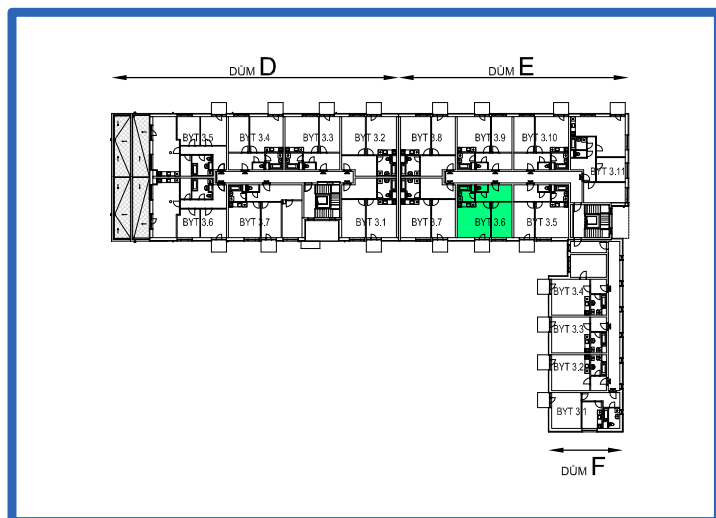 DŮM D
DŮM E
BYT 3.5
BYT 3.4
BYT 3.3
BYT 3.2
BYT 3.8
BYT 3.9
BYT 3.10
BYT 3.11
BYT 3.6
BYT 3.7
BYT 3.1
BYT 3.7
BYT 3.6
BYT 3.5
BYT 3.4
BYT 3.3
BYT 3.2
BYT 3.1
DŮM F